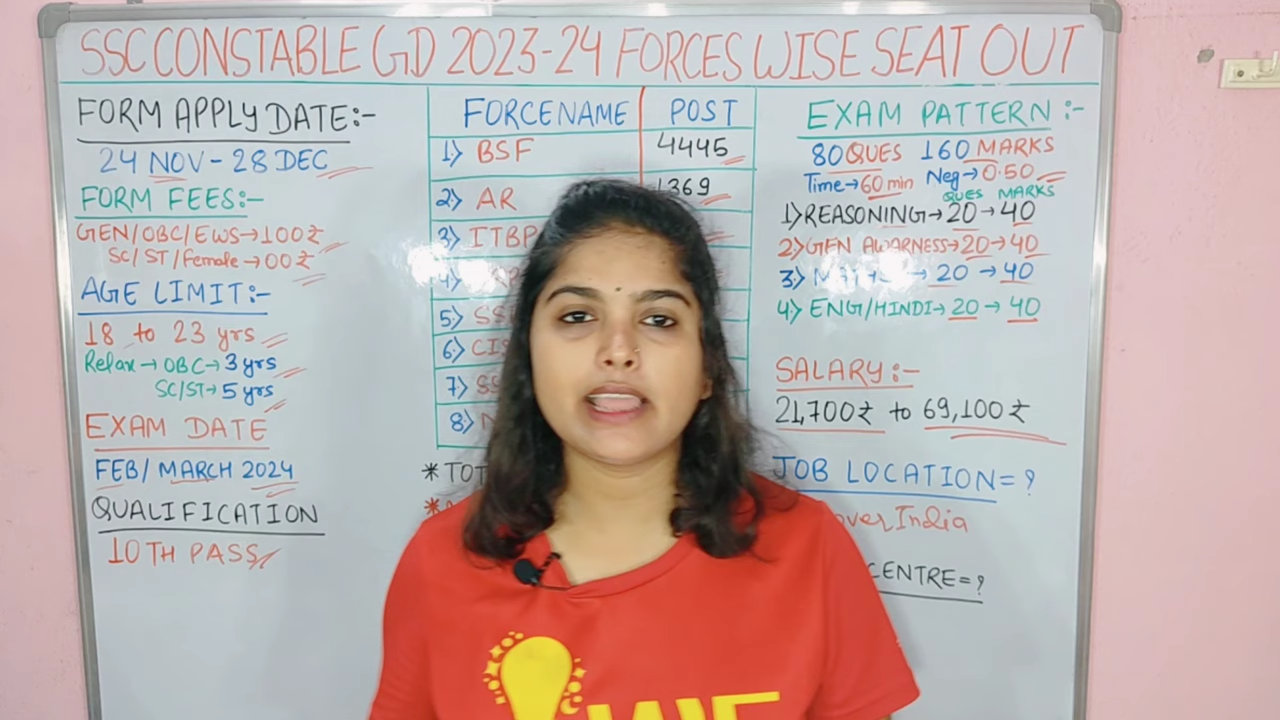 SSC CONSTABLE GD 2023-24 FORCES WISE SEAT OUT
FORM APPLY DATE:-
24 NOV - 28 DEC
FORM FEES:-
GEN/OBC/EWS→100₹
SC/ST/Female→00₹
AGE LIMIT:-
18 to 23 yrs
Relax→OBC→3 yrs
SC/ST→5 yrs
EXAM DATE
FEB/MARCH 2024
QUALIFICATION
10TH PASS
FORCE NAME POST
1) BSF 4445
2) AR 1369
3) ITBP
4)
5)
6)
7)
8)
EXAM PATTERN:-
80 QUES 160 MARKS
Time→60 min Neg→0.50
QUES MARKS
1) REASONING→20→40
2) GEN AWARNESS→20→40
3) →20→40
4) ENG/HINDI→20→40
SALARY:-
21,700₹ to 69,100₹
JOB LOCATION=?
over India
CENTRE=?